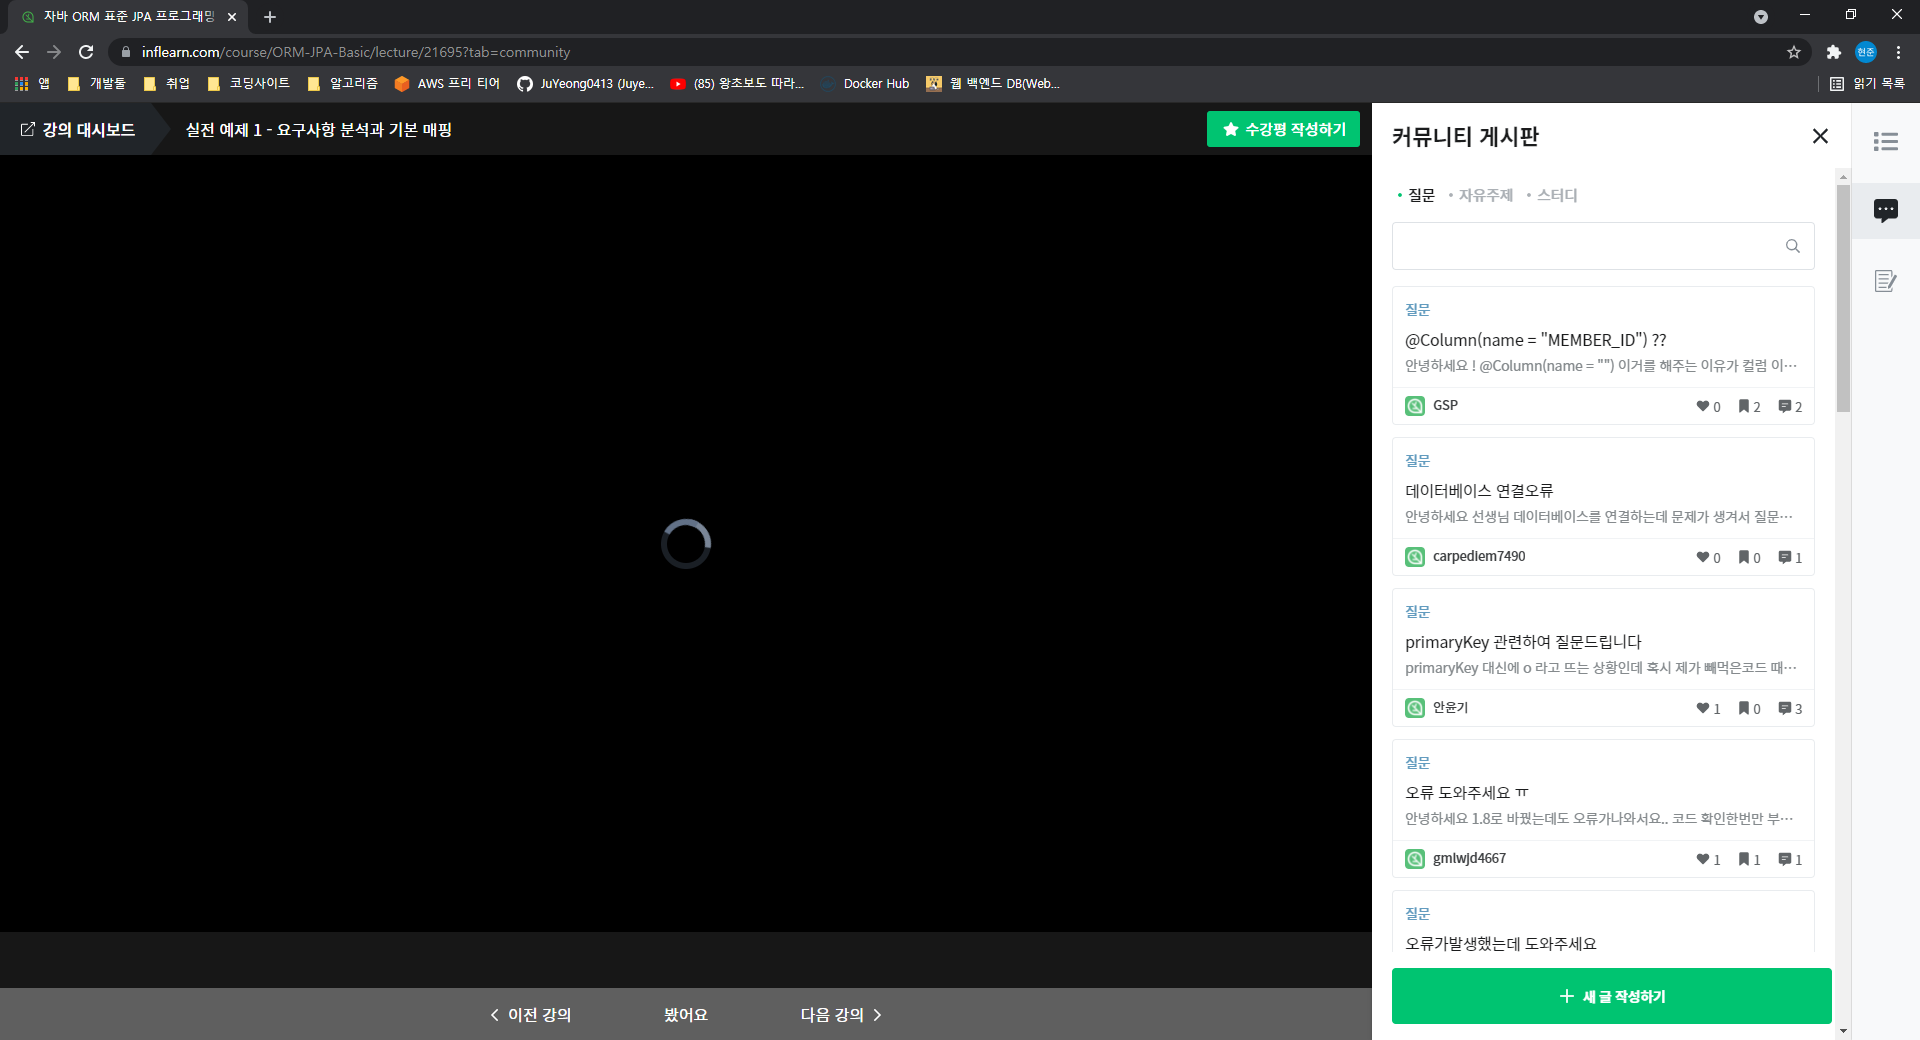 자바 ORM 표준 JPA 프로그래밍
inflearn.com/course/ORM-JPA-Basic/lecture/21695?tab=community
현준
앱 개발툴 취업 코딩사이트 알고리즘 AWS 프리 티어 JuYeong0413 (Juye... (85) 왕초보도 따라... Docker Hub 웹 백엔드 DB(Web... 읽기 목록
강의 대시보드 실전 예제 1 - 요구사항 분석과 기본 매핑 수강평 작성하기
커뮤니티 게시판
질문 자유주제 스터디
질문
@Column(name = "MEMBER_ID") ??
안녕하세요 ! @Column(name = "") 이거를 해주는 이유가 컬럼 이…
GSP 0 2 2
질문
데이터베이스 연결오류
안녕하세요 선생님 데이터베이스를 연결하는데 문제가 생겨서 질문…
carpediem7490 0 0 1
질문
primaryKey 관련하여 질문드립니다
primaryKey 대신에 o 라고 뜨는 상황인데 혹시 제가 빼먹은코드 때…
안윤기 1 0 3
질문
오류 도와주세요 ㅠ
안녕하세요 1.8로 바꿨는데도 오류가나와서요.. 코드 확인한번만 부…
gmlwjd4667 1 1 1
질문
오류가발생했는데 도와주세요
새 글 작성하기
이전 강의 봤어요 다음 강의